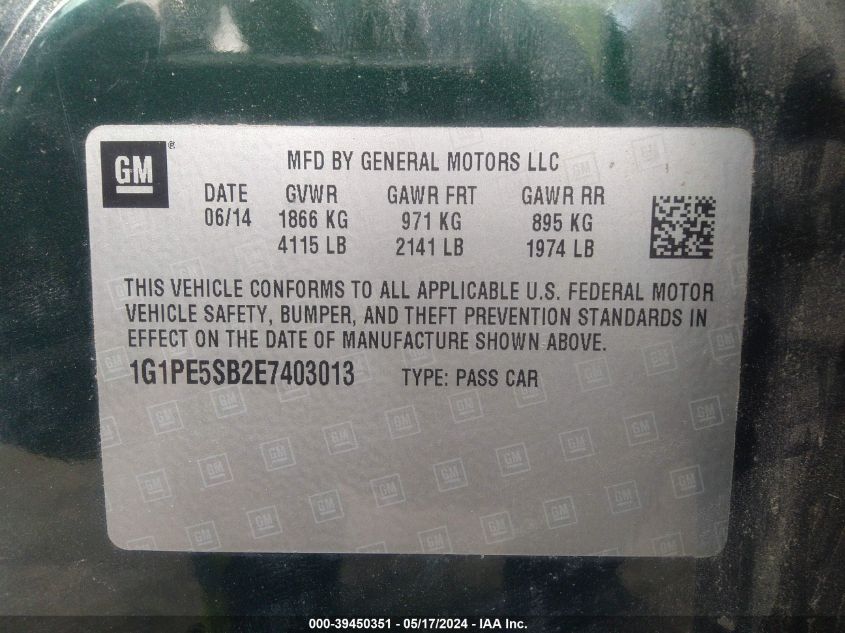 GM ®
MFD BY GENERAL MOTORS LLC
DATE GVWR GAWR FRT GAWR RR
06/14 1866 KG 971 KG 895 KG
4115 LB 2141 LB 1974 LB
THIS VEHICLE CONFORMS TO ALL APPLICABLE U.S. FEDERAL MOTOR
VEHICLE SAFETY, BUMPER, AND THEFT PREVENTION STANDARDS IN
EFFECT ON THE DATE OF MANUFACTURE SHOWN ABOVE.
1G1PE5SB2E7403013 TYPE: PASS CAR
000-39450351 - 05/17/2024 - IAA Inc.